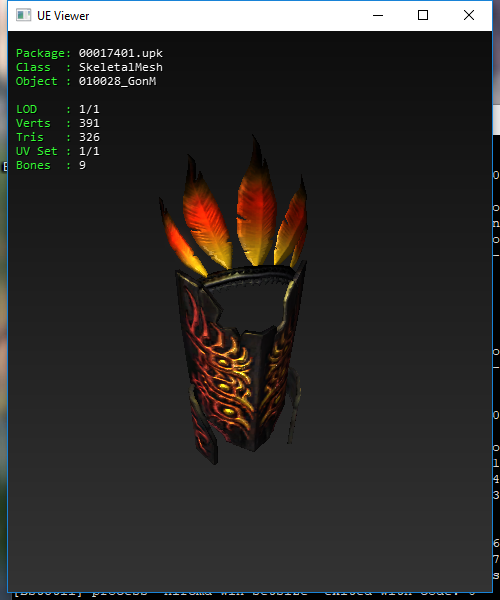 UE Viewer
Package: 00017401.upk
Class : SkeletalMesh
Object : 010028_GonM
LOD : 1/1
Verts : 391
Tris : 326
UV Set : 1/1
Bones : 9